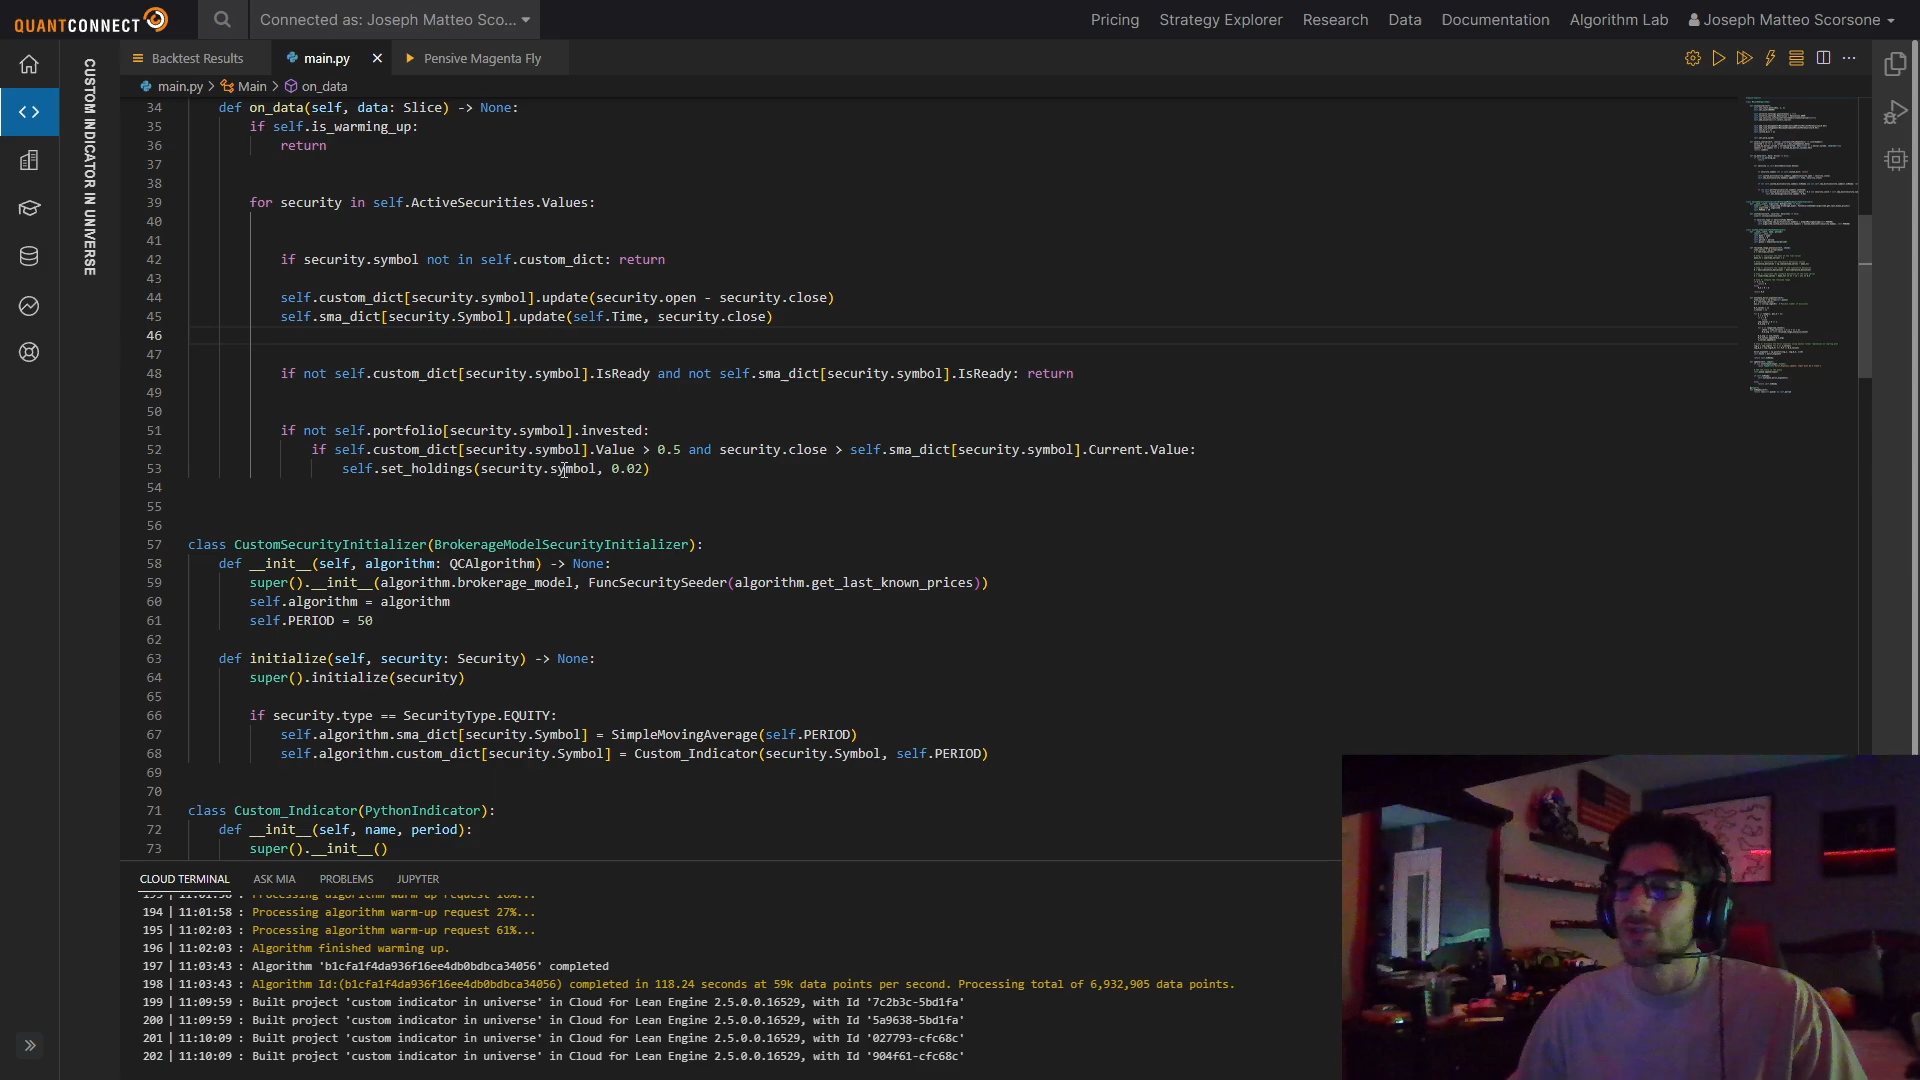 QUANTCONNECT
Connected as: Joseph Matteo Sco...
Pricing
Strategy Explorer
Research
Data
Documentation
Algorithm Lab
Joseph Matteo Scorsone
CUSTOM INDICATOR IN UNIVERSE
Backtest Results
main.py
Pensive Magenta Fly
main.py > Main > on_data
34 def on_data(self, data: Slice) -> None:
35 if self.is_warming_up:
36 return
37
38
39 for security in self.ActiveSecurities.Values:
40
41
42 if security.symbol not in self.custom_dict: return
43
44 self.custom_dict[security.symbol].update(security.open - security.close)
45 self.sma_dict[security.Symbol].update(self.Time, security.close)
46
47
48 if not self.custom_dict[security.symbol].IsReady and not self.sma_dict[security.symbol].IsReady: return
49
50
51 if not self.portfolio[security.symbol].invested:
52 if self.custom_dict[security.symbol].Value > 0.5 and security.close > self.sma_dict[security.symbol].Current.Value:
53 self.set_holdings(security.symbol, 0.02)
54
55
56
57 class CustomSecurityInitializer(BrokerageModelSecurityInitializer):
58 def __init__(self, algorithm: QCAlgorithm) -> None:
59 super().__init__(algorithm.brokerage_model, FuncSecuritySeeder(algorithm.get_last_known_prices))
60 self.algorithm = algorithm
61 self.PERIOD = 50
62
63 def initialize(self, security: Security) -> None:
64 super().initialize(security)
65
66 if security.type == SecurityType.EQUITY:
67 self.algorithm.sma_dict[security.Symbol] = SimpleMovingAverage(self.PERIOD)
68 self.algorithm.custom_dict[security.Symbol] = Custom_Indicator(security.Symbol, self.PERIOD)
69
70
71 class Custom_Indicator(PythonIndicator):
72 def __init__(self, name, period):
73 super().__init__()
CLOUD TERMINAL
ASK MIA
PROBLEMS
JUPYTER
194 | 11:01:58 : Processing algorithm warm-up request 27%...
195 | 11:02:03 : Processing algorithm warm-up request 61%...
196 | 11:02:03 : Algorithm finished warming up.
197 | 11:03:43 : Algorithm 'b1cfa1f4da936f16ee4db0bdbca34056' completed
198 | 11:03:43 : Algorithm Id:(b1cfa1f4da936f16ee4db0bdbca34056) completed in 118.24 seconds at 59k data points per second. Processing total of 6,932,905 data points.
199 | 11:09:59 : Built project 'custom indicator in universe' in Cloud for Lean Engine 2.5.0.0.16529, with Id '7c2b3c-5bd1fa'
200 | 11:09:59 : Built project 'custom indicator in universe' in Cloud for Lean Engine 2.5.0.0.16529, with Id '5a9638-5bd1fa'
201 | 11:10:09 : Built project 'custom indicator in universe' in Cloud for Lean Engine 2.5.0.0.16529, with Id '027793-cfc68c'
202 | 11:10:09 : Built project 'custom indicator in universe' in Cloud for Lean Engine 2.5.0.0.16529, with Id '904f61-cfc68c'